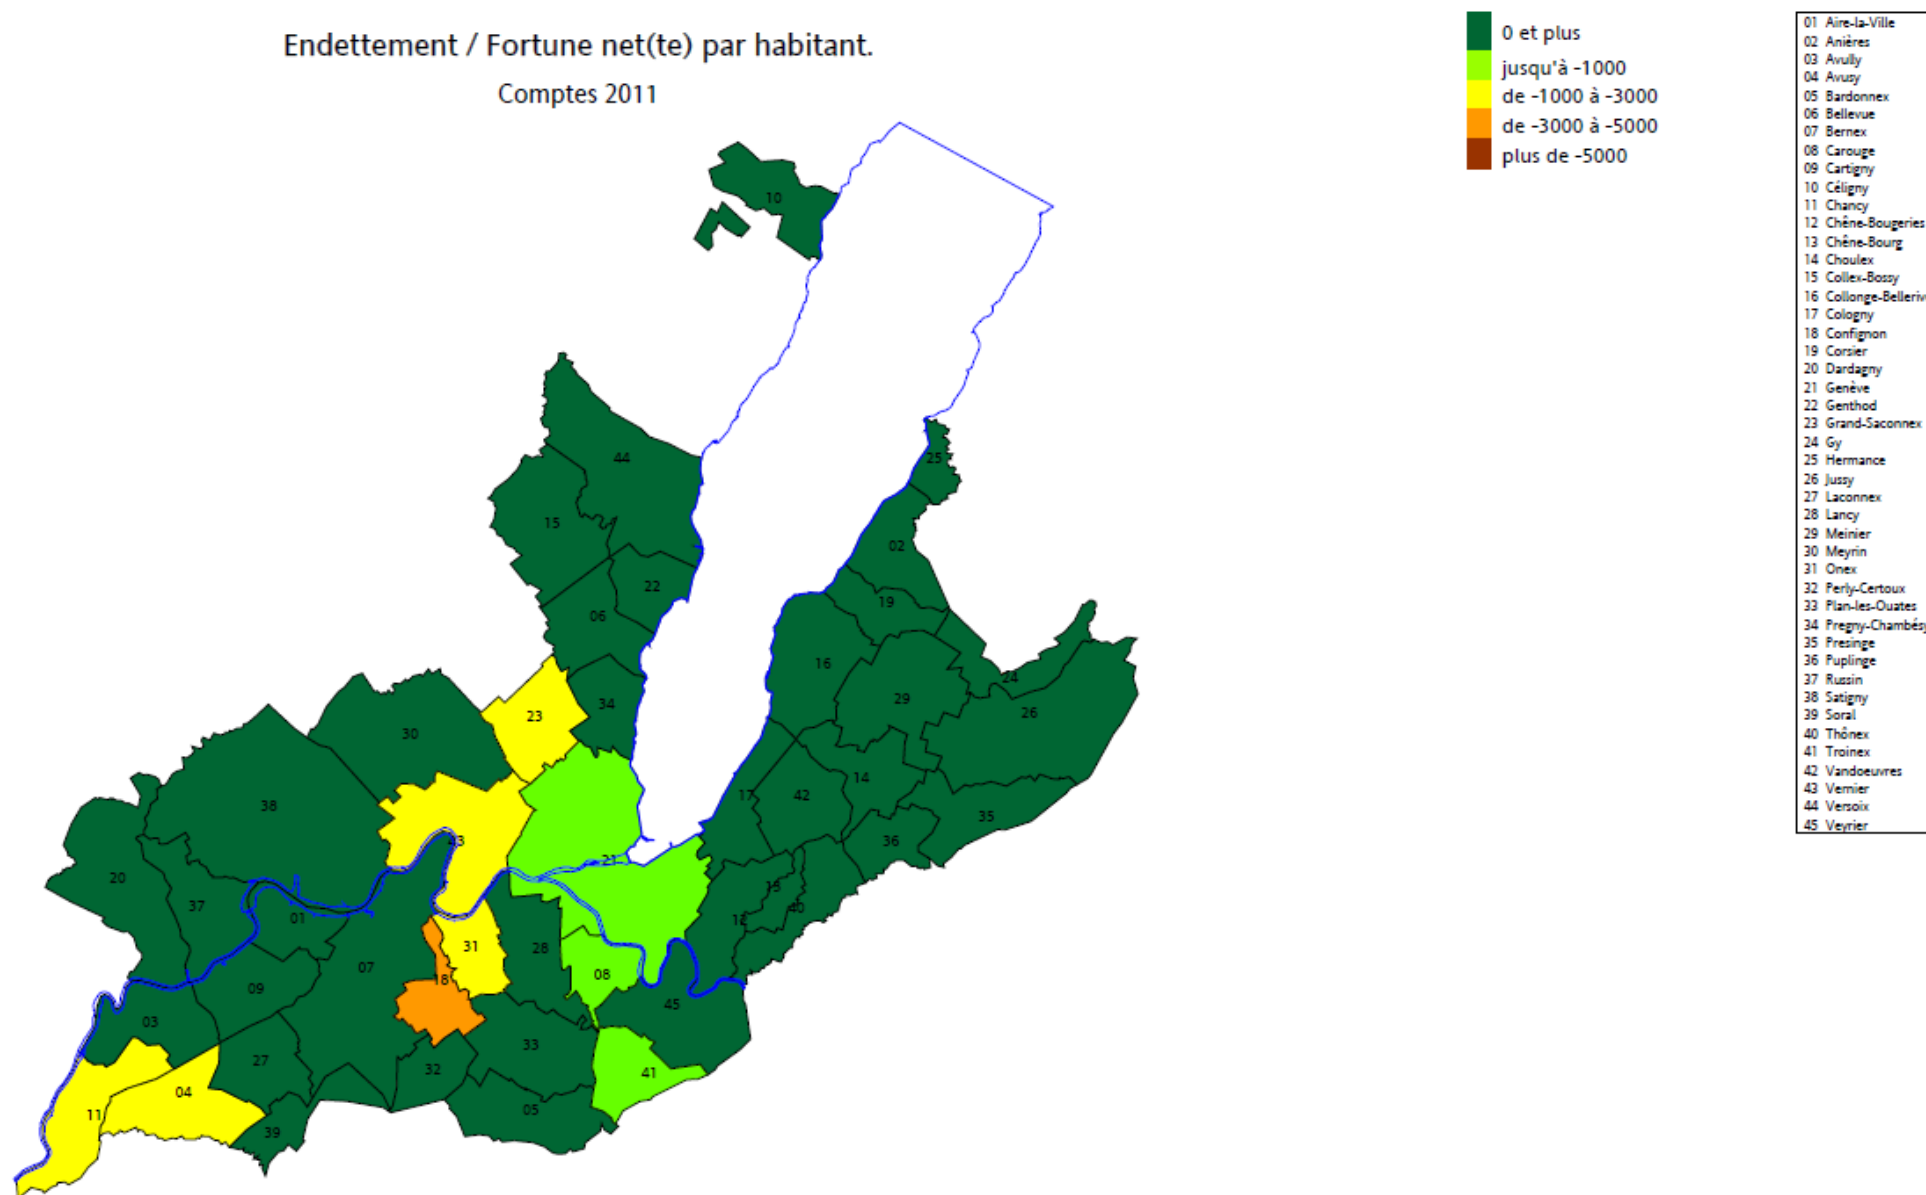 Endettement / Fortune net(te) par habitant.
Comptes 2011
0 et plus
jusqu'à -1000
de -1000 à -3000
de -3000 à -5000
plus de -5000
01 Aire-la-Ville
02 Anières
03 Avully
04 Avusy
05 Bardonnex
06 Bellevue
07 Bernex
08 Carouge
09 Cartigny
10 Céligny
11 Chancy
12 Chêne-Bougeries
13 Chêne-Bourg
14 Choulex
15 Collex-Bossy
16 Collonge-Belleriv
17 Cologny
18 Confignon
19 Corsier
20 Dardagny
21 Genève
22 Genthod
23 Grand-Saconnex
24 Gy
25 Hermance
26 Jussy
27 Laconnex
28 Lancy
29 Meinier
30 Meyrin
31 Onex
32 Perly-Certoux
33 Plan-les-Ouates
34 Pregny-Chambésy
35 Presinge
36 Puplinge
37 Russin
38 Satigny
39 Soral
40 Thônex
41 Troinex
42 Vandoeuvres
43 Vernier
44 Versoix
45 Veyrier
10
44
25
15
02
22
19
06
16
24
34
29
26
23
30
14
17
42
38
35
36
43
21
20
13
37
40
01
12
31
28
07
08
18
09
45
03
33
27
32
41
04
05
11
39